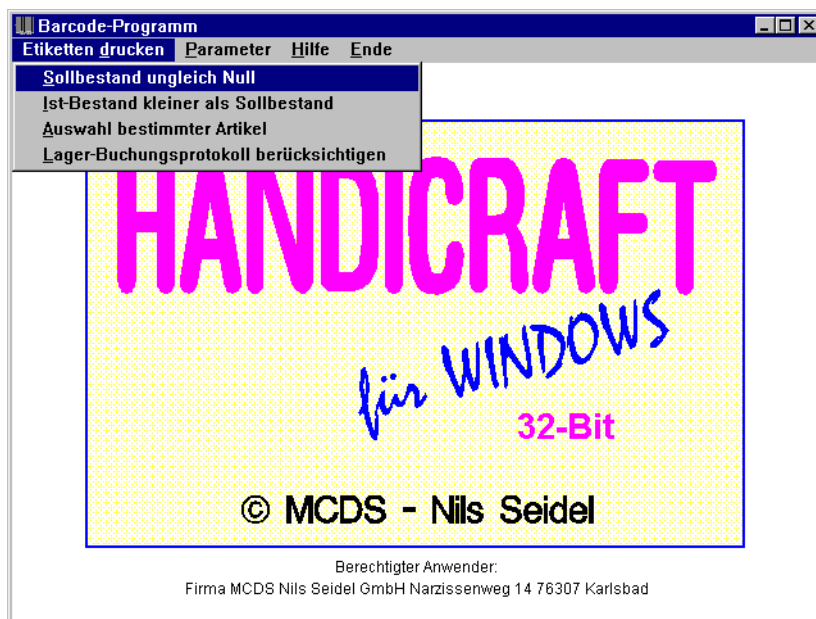 Barcode-Programm
Etiketten drucken Parameter Hilfe Ende
Sollbestand ungleich Null
Ist-Bestand kleiner als Sollbestand
Auswahl bestimmter Artikel
Lager-Buchungsprotokoll berücksichtigen
HANDICRAFT
für WINDOWS
32-Bit
© MCDS - Nils Seidel
Berechtigter Anwender:
Firma MCDS Nils Seidel GmbH Narzissenweg 14 76307 Karlsbad